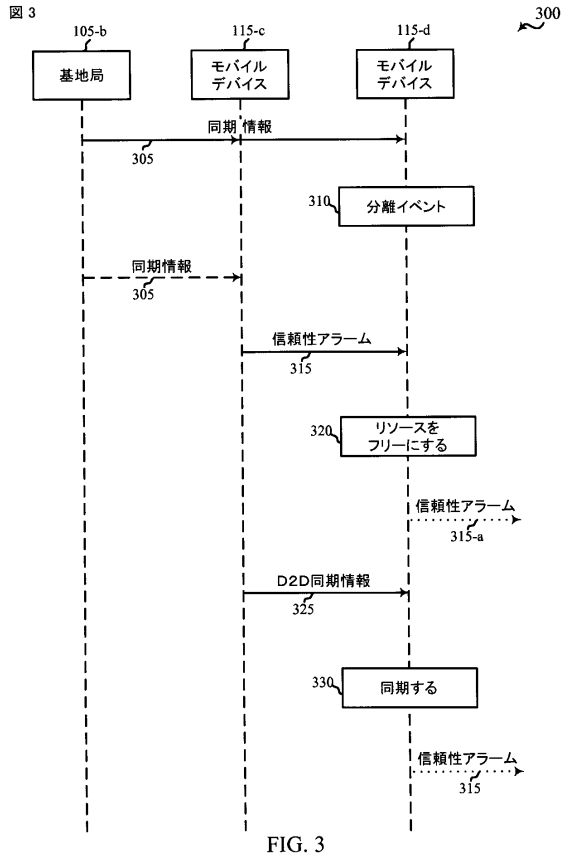 図３
300
105-b
115-c
115-d
基地局
モバイル
デバイス
モバイル
デバイス
同期 情報
305
310
分離イベント
同期情報
305
信頼性アラーム
315
320
リソースを
フリーにする
信頼性アラーム
315-a
Ｄ２Ｄ同期情報
325
330
同期する
信頼性アラーム
315
FIG. 3